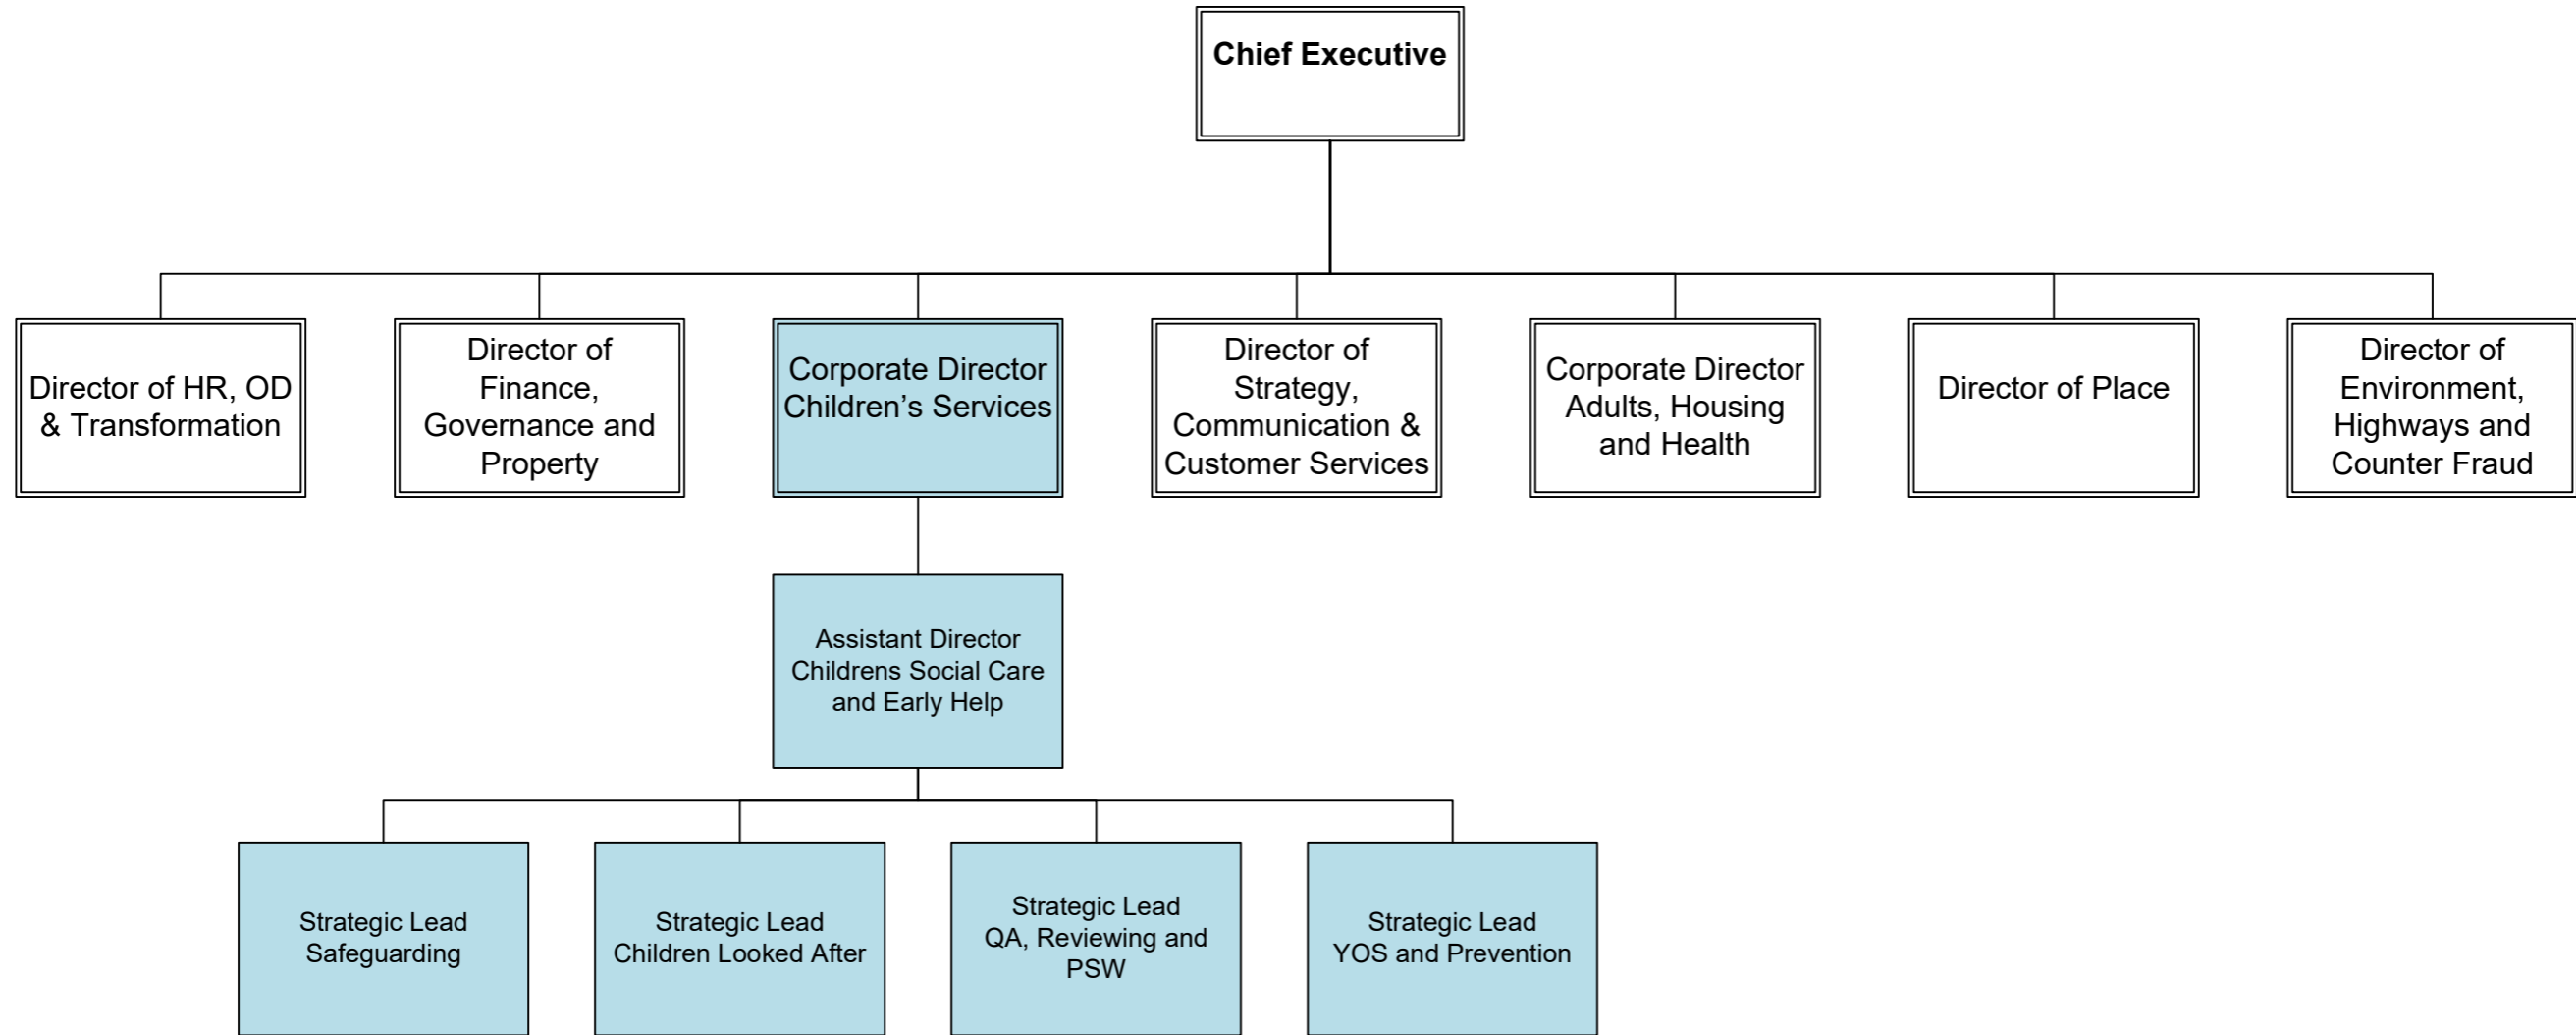 Chief Executive
Director of HR, OD
& Transformation
Director of
Finance,
Governance and
Property
Corporate Director
Children’s Services
Director of
Strategy,
Communication &
Customer Services
Corporate Director
Adults, Housing
and Health
Director of Place
Director of
Environment,
Highways and
Counter Fraud
Assistant Director
Childrens Social Care
and Early Help
Strategic Lead
Safeguarding
Strategic Lead
Children Looked After
Strategic Lead
QA, Reviewing and
PSW
Strategic Lead
YOS and Prevention